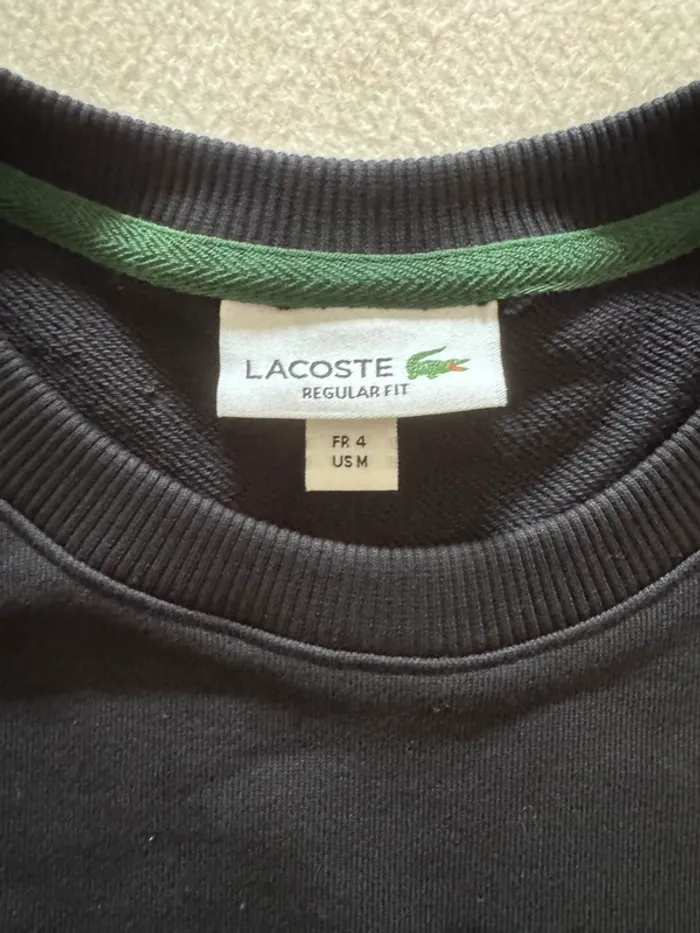 LACOSTE
REGULAR FIT
FR 4
US M